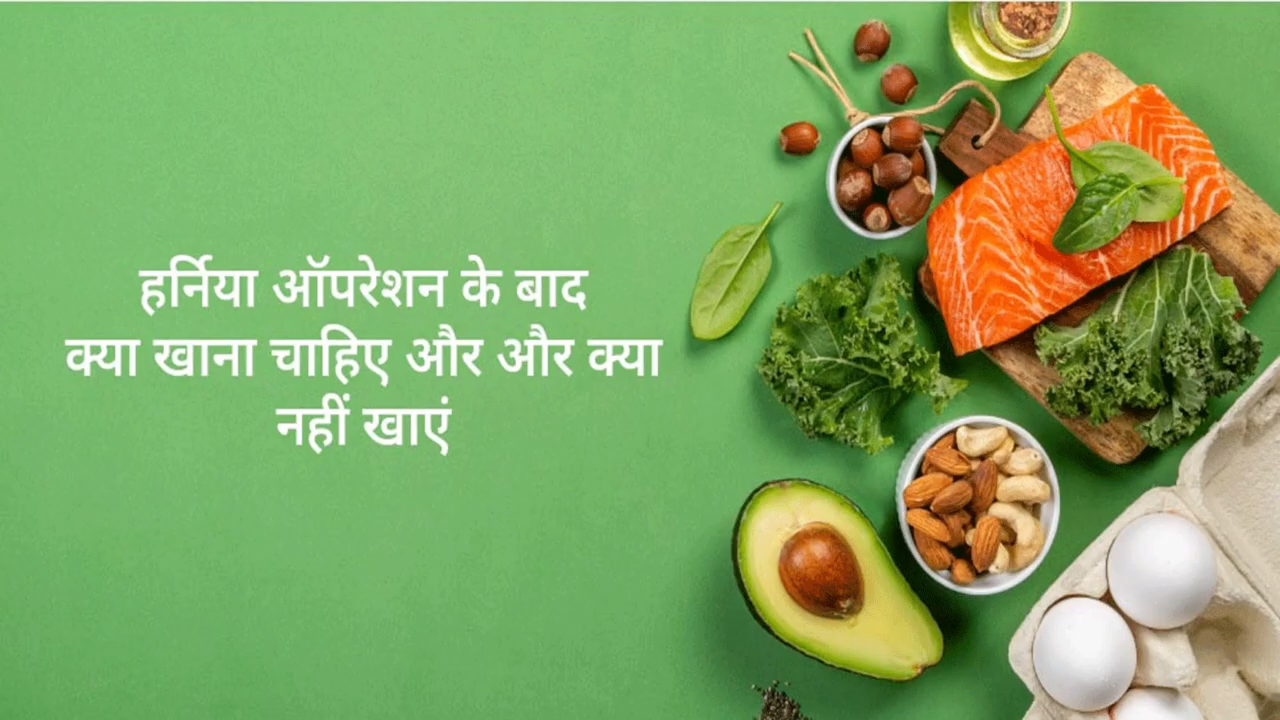 हर्निया ऑपरेशन के बाद
क्या खाना चाहिए और और क्या
नहीं खाएं